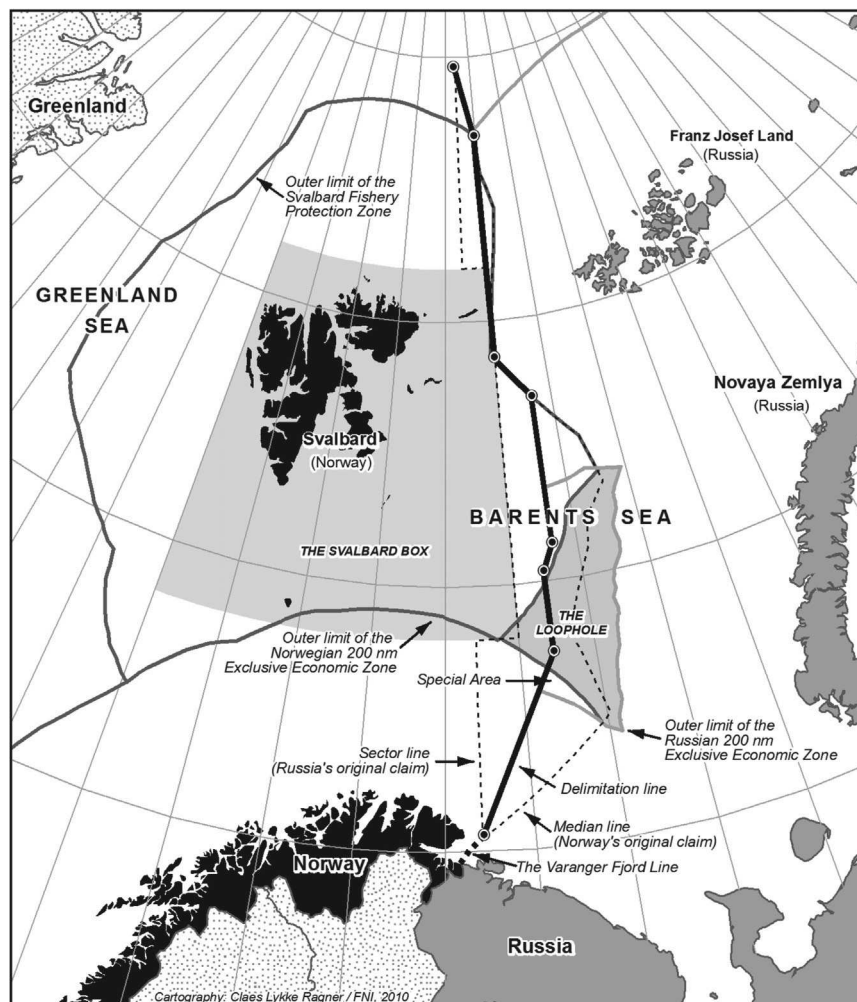 Greenland
Franz Josef Land
(Russia)
Outer limit of the
Svalbard Fishery
Protection Zone
GREENLAND
SEA
Novaya Zemlya
(Russia)
Svalbard
(Norway)
BARENTS SEA
THE SVALBARD BOX
THE
LOOPHOLE
Outer limit of the
Norwegian 200 nm
Exclusive Economic Zone
Special Area
Outer limit of the
Russian 200 nm
Exclusive Economic Zone
Sector line
(Russia's original claim)
Delimitation line
Median line
(Norway's original claim)
The Varanger Fjord Line
Norway
Russia
Cartography: Claes Lykke Ragner / FNI, 2010